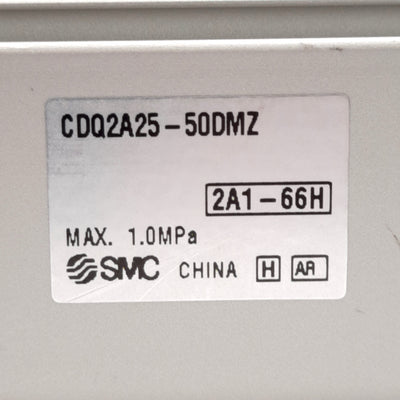 CDQ2A25-50DMZ
2A1-66H
MAX. 1.0MPa
SMC CHINA H AR